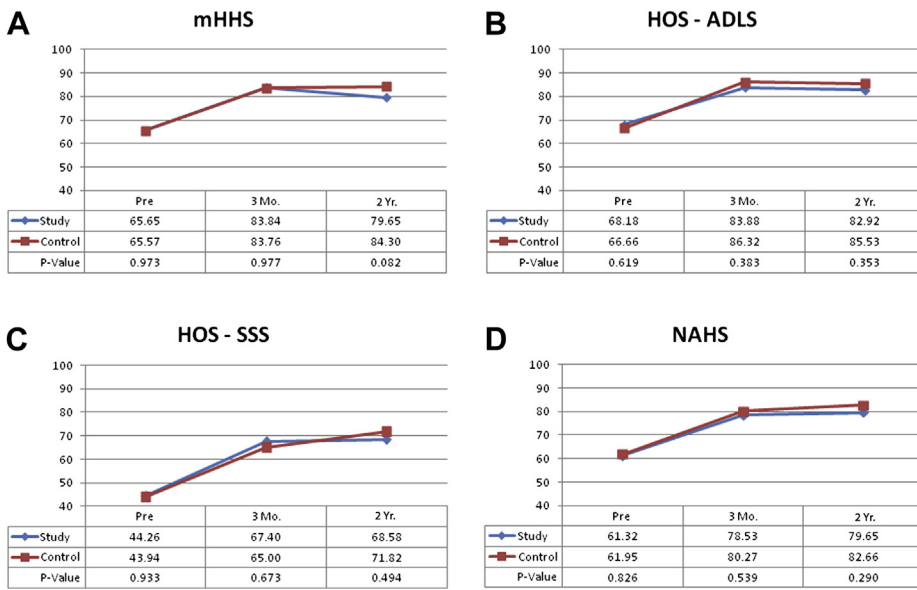 A
mHHS
100
90
80
70
60
50
40
Pre 3 Mo. 2 Yr.
Study 65.65 83.84 79.65
Control 65.57 83.76 84.30
P-Value 0.973 0.977 0.082
B
HOS - ADLS
100
90
80
70
60
50
40
Pre 3 Mo. 2 Yr.
Study 68.18 83.88 82.92
Control 66.66 86.32 85.53
P-Value 0.619 0.383 0.353
C
HOS - SSS
100
90
80
70
60
50
40
Pre 3 Mo. 2 Yr.
Study 44.26 67.40 68.58
Control 43.94 65.00 71.82
P-Value 0.933 0.673 0.494
D
NAHS
100
90
80
70
60
50
40
Pre 3 Mo. 2 Yr.
Study 61.32 78.53 79.65
Control 61.95 80.27 82.66
P-Value 0.826 0.539 0.290